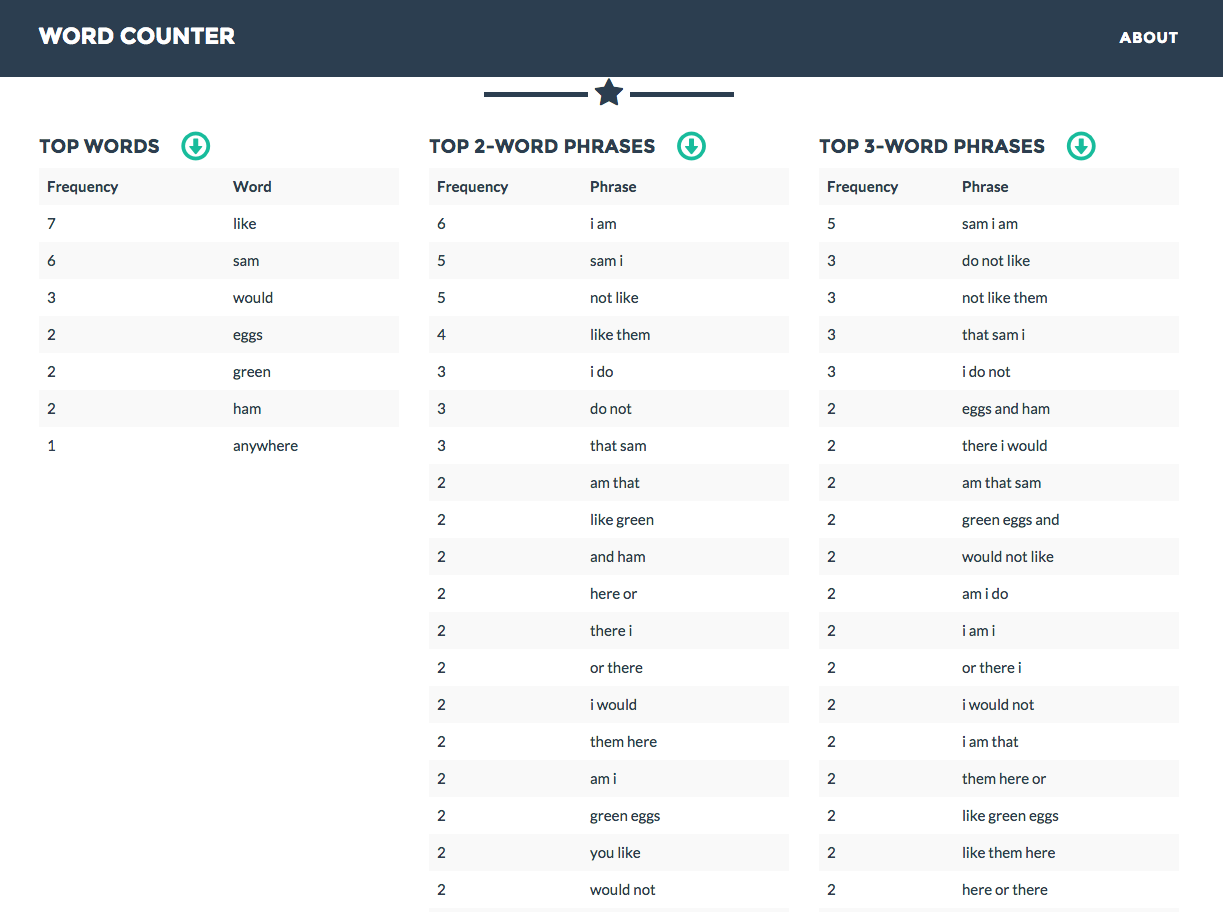 WORD COUNTER
ABOUT
TOP WORDS
Frequency Word
7 like
6 sam
3 would
2 eggs
2 green
2 ham
1 anywhere
TOP 2-WORD PHRASES
Frequency Phrase
6 i am
5 sam i
5 not like
4 like them
3 i do
3 do not
3 that sam
2 am that
2 like green
2 and ham
2 here or
2 there i
2 or there
2 i would
2 them here
2 am i
2 green eggs
2 you like
2 would not
TOP 3-WORD PHRASES
Frequency Phrase
5 sam i am
3 do not like
3 not like them
3 that sam i
3 i do not
2 eggs and ham
2 there i would
2 am that sam
2 green eggs and
2 would not like
2 am i do
2 i am i
2 or there i
2 i would not
2 i am that
2 them here or
2 like green eggs
2 like them here
2 here or there